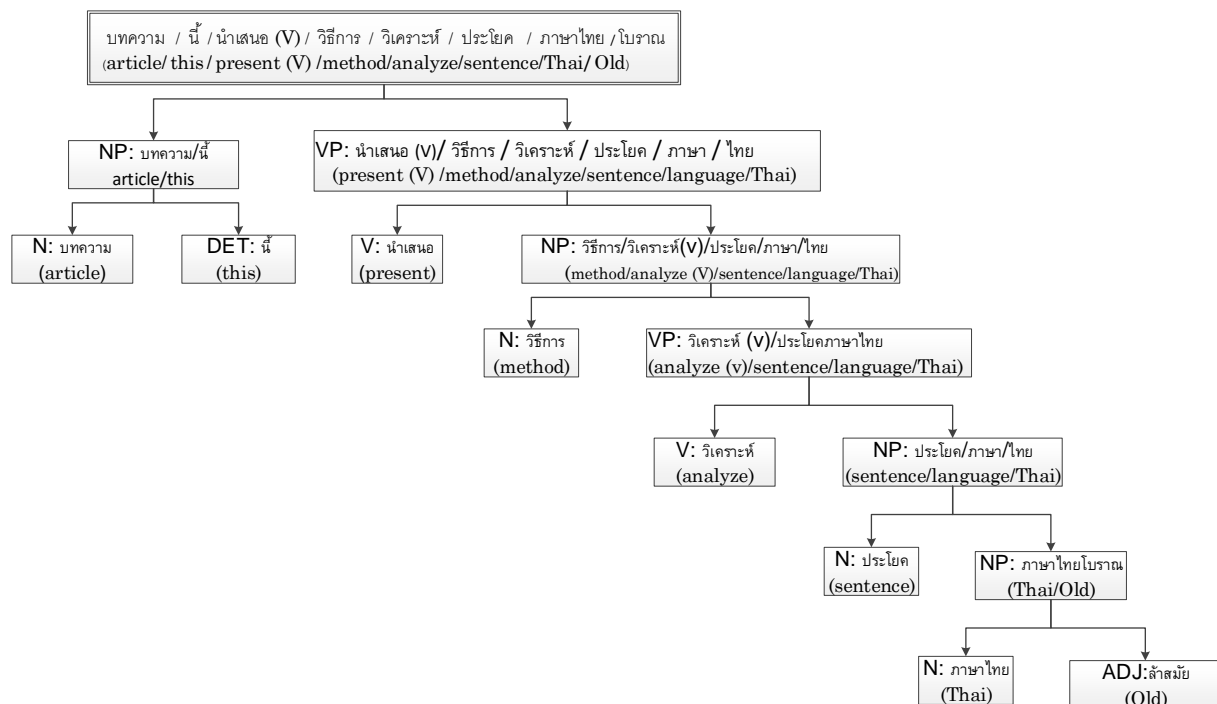 บทความ / นี้ / นำเสนอ (V) / วิธีการ / วิเคราะห์ / ประโยค / ภาษาไทย / โบราณ
(article/ this / present (V) /method/analyze/sentence/Thai/ Old)
NP: บทความ/นี้
article/this
VP: นำเสนอ (V)/ วิธีการ / วิเคราะห์ / ประโยค / ภาษา / ไทย
(present (V) /method/analyze/sentence/language/Thai)
N: บทความ
(article)
DET: นี้
(this)
V: นำเสนอ
(present)
NP: วิธีการ/วิเคราะห์(v)/ประโยค/ภาษา/ไทย
(method/analyze (V)/sentence/language/Thai)
N: วิธีการ
(method)
VP: วิเคราะห์ (v)/ประโยคภาษาไทย
(analyze (v)/sentence/language/Thai)
V: วิเคราะห์
(analyze)
NP: ประโยค/ภาษา/ไทย
(sentence/language/Thai)
N: ประโยค
(sentence)
NP: ภาษาไทยโบราณ
(Thai/Old)
N: ภาษาไทย
(Thai)
ADJ:ล้าสมัย
(Old)